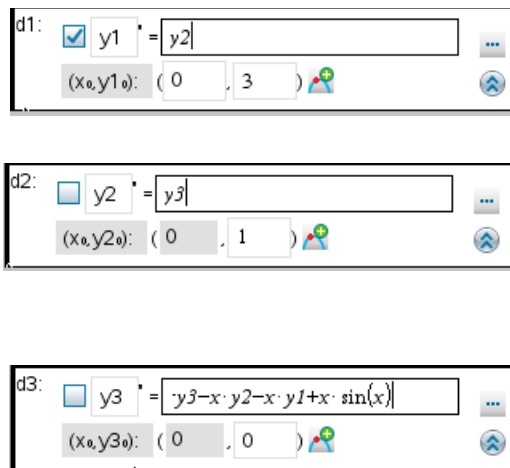 d1: y1 ' = y2
(x₀,y1₀): ( 0 , 3 )
d2: y2 ' = y3
(x₀,y2₀): ( 0 , 1 )
d3: y3 ' = -y3-x·y2-x·y1+x·sin(x)
(x₀,y3₀): ( 0 , 0 )